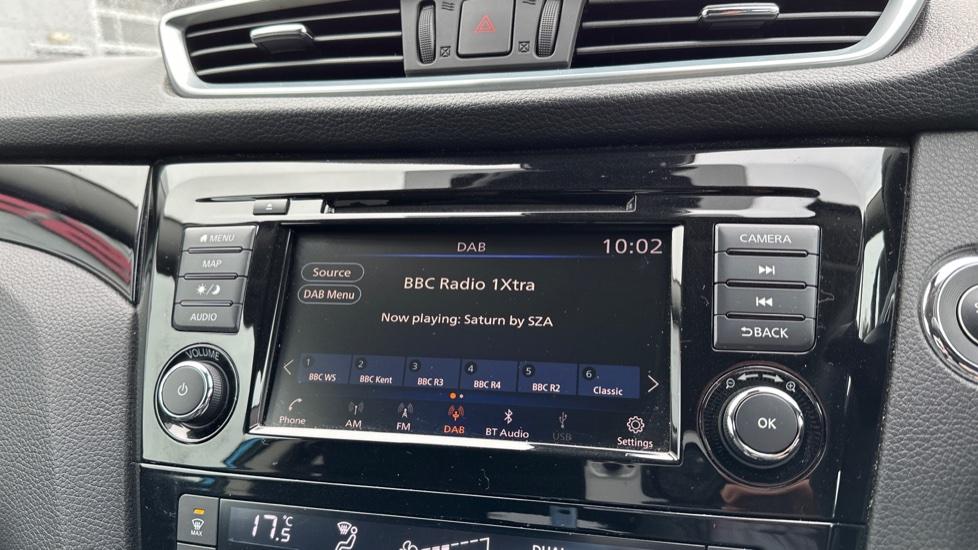 MENU
MAP
AUDIO
VOLUME
DAB
10:02
Source
DAB Menu
BBC Radio 1Xtra
Now playing: Saturn by SZA
1 BBC WS
2 BBC Kent
3 BBC R3
4 BBC R4
5 BBC R2
6 Classic
Phone
AM
FM
DAB
BT Audio
USB
Settings
CAMERA
BACK
OK
MAX
17.5°C
DUAL